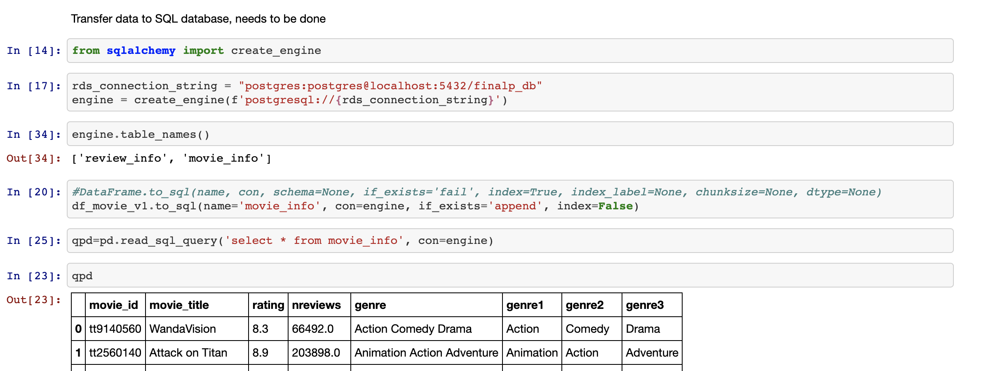 Transfer data to SQL database, needs to be done
In [14]: from sqlalchemy import create_engine
In [17]: rds_connection_string = "postgres:postgres@localhost:5432/finalp_db"
engine = create_engine(f'postgresql://{rds_connection_string}')
In [34]: engine.table_names()
Out[34]: ['review_info', 'movie_info']
In [20]: #DataFrame.to_sql(name, con, schema=None, if_exists='fail', index=True, index_label=None, chunksize=None, dtype=None)
df_movie_v1.to_sql(name='movie_info', con=engine, if_exists='append', index=False)
In [25]: qpd=pd.read_sql_query('select * from movie_info', con=engine)
In [23]: qpd
Out[23]:
movie_id movie_title rating nreviews genre genre1 genre2 genre3
0 tt9140560 WandaVision 8.3 66492.0 Action Comedy Drama Action Comedy Drama
1 tt2560140 Attack on Titan 8.9 203898.0 Animation Action Adventure Animation Action Adventure